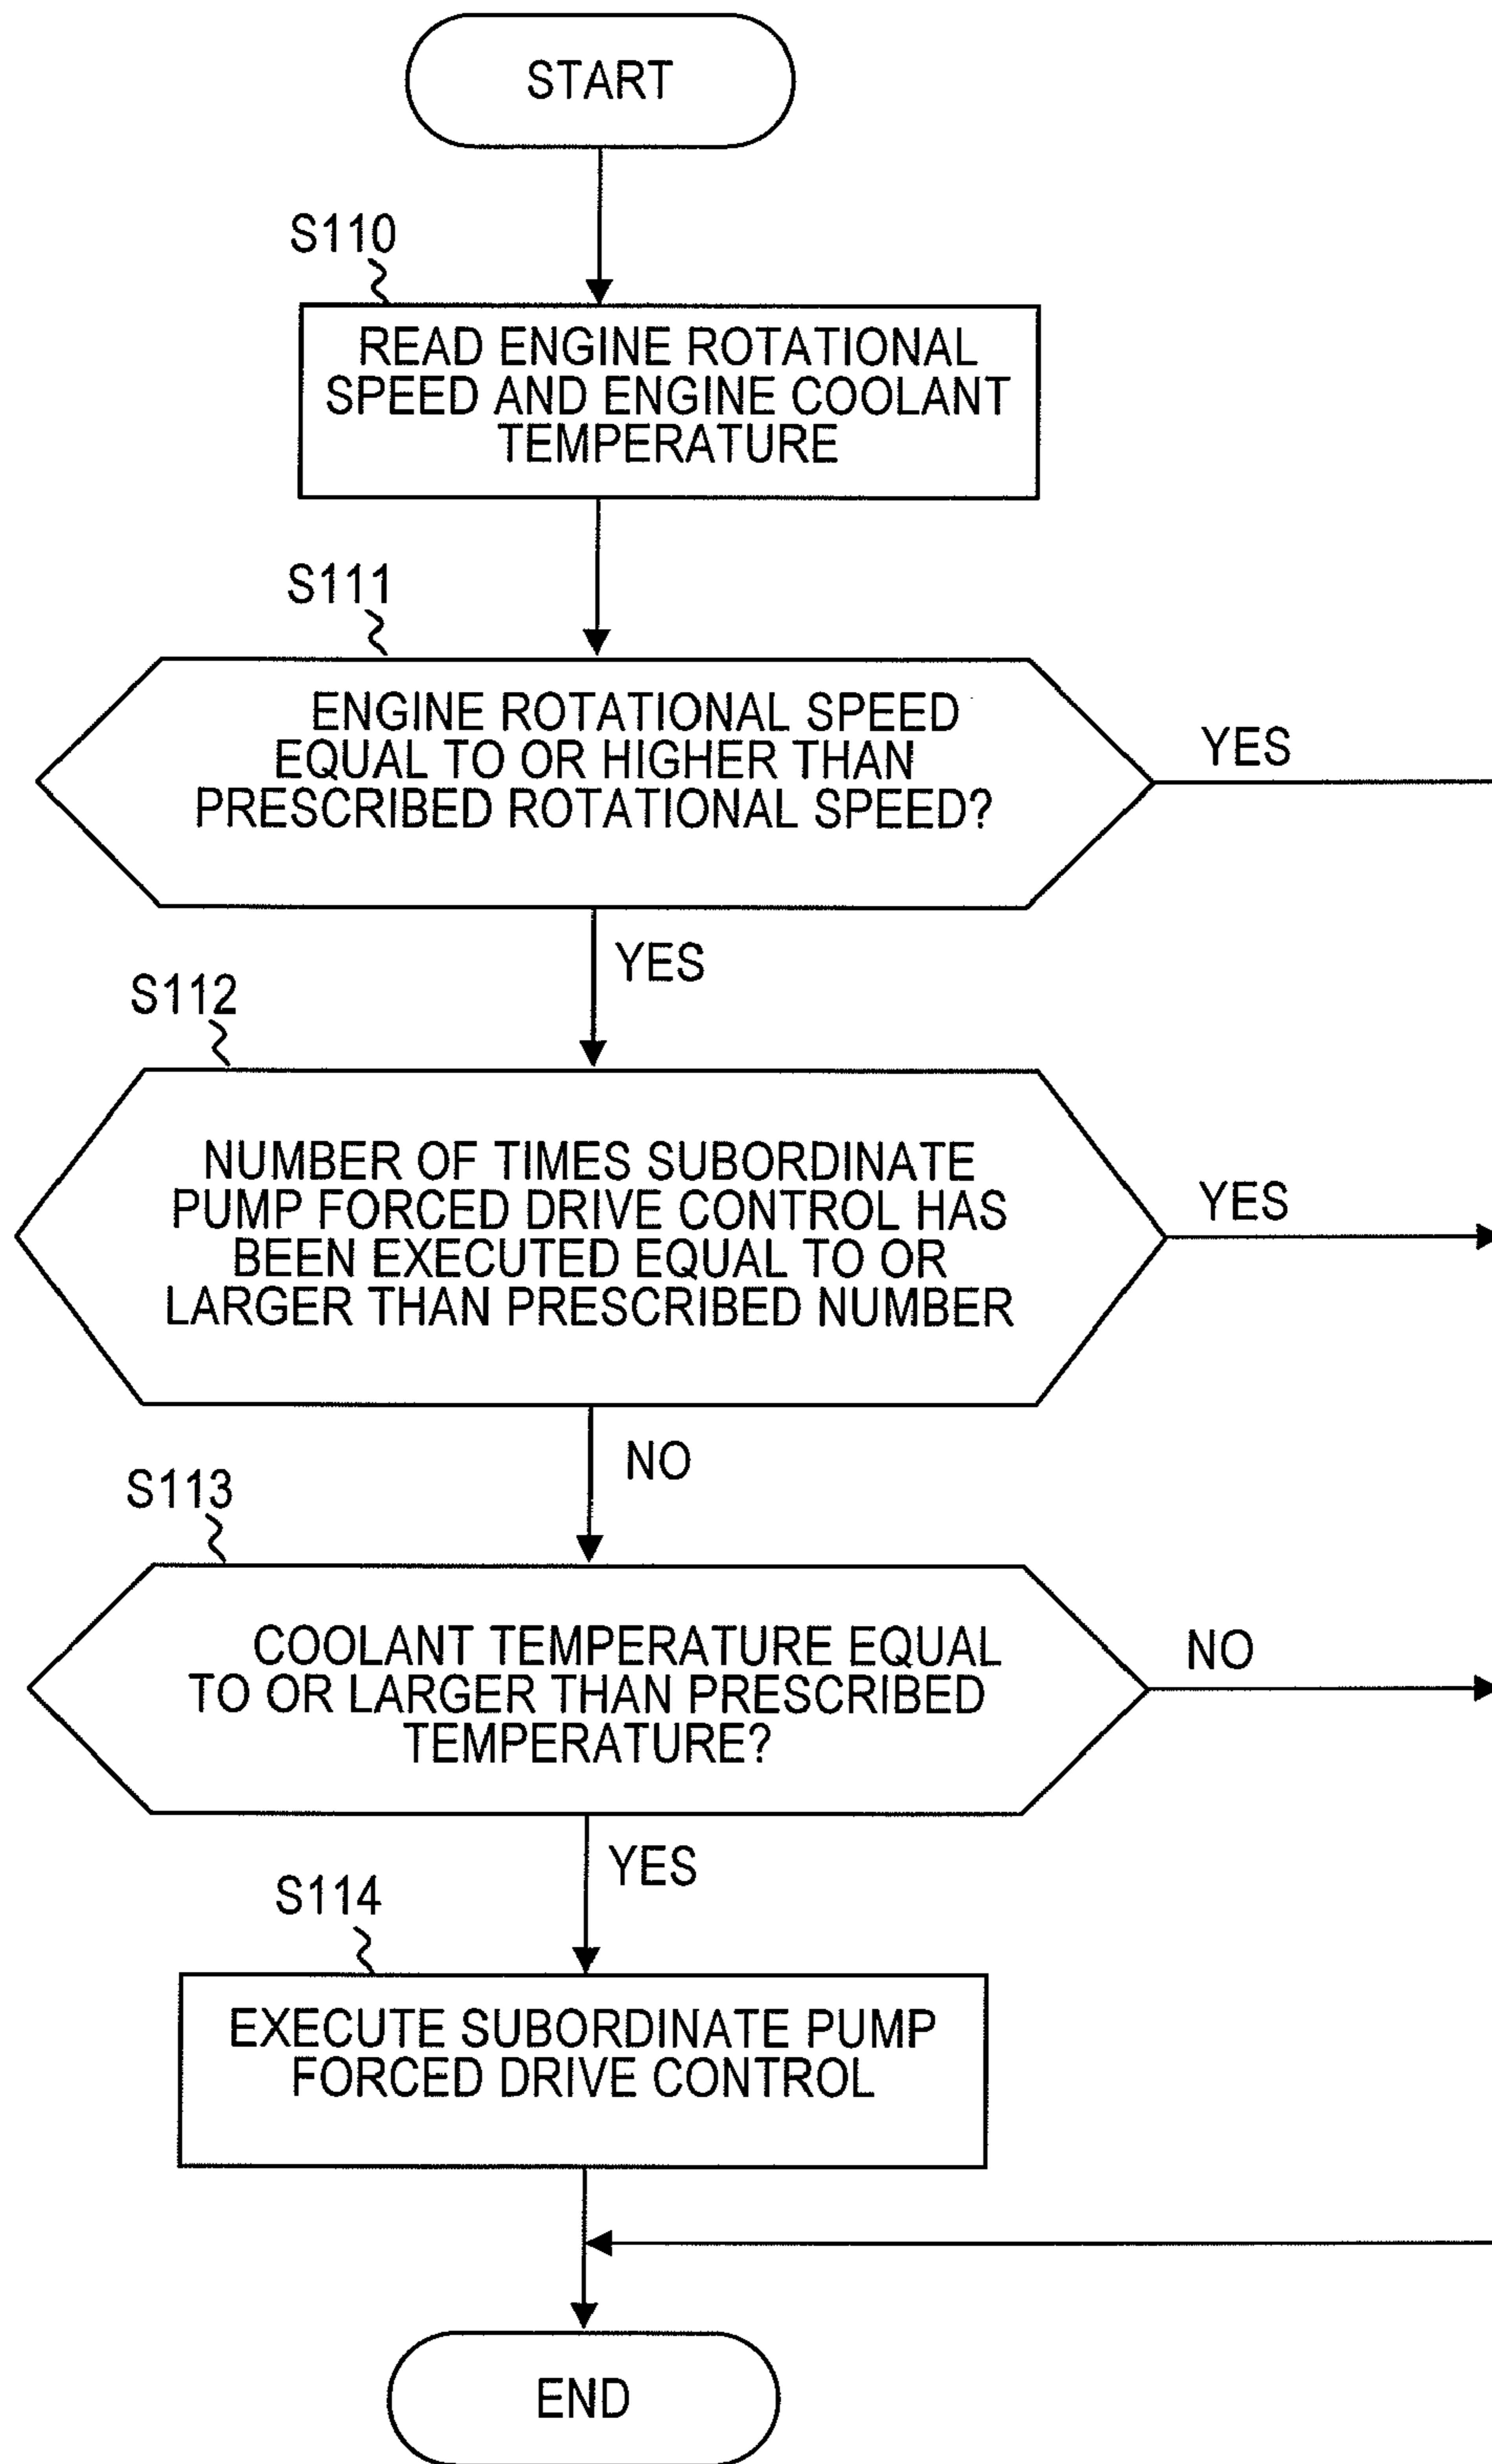 START
S110
READ ENGINE ROTATIONAL
SPEED AND ENGINE COOLANT
TEMPERATURE
S111
ENGINE ROTATIONAL SPEED
EQUAL TO OR HIGHER THAN
PRESCRIBED ROTATIONAL SPEED?
YES
YES
S112
NUMBER OF TIMES SUBORDINATE
PUMP FORCED DRIVE CONTROL HAS
BEEN EXECUTED EQUAL TO OR
LARGER THAN PRESCRIBED NUMBER
YES
NO
S113
COOLANT TEMPERATURE EQUAL
TO OR LARGER THAN PRESCRIBED
TEMPERATURE?
NO
YES
S114
EXECUTE SUBORDINATE PUMP
FORCED DRIVE CONTROL
END